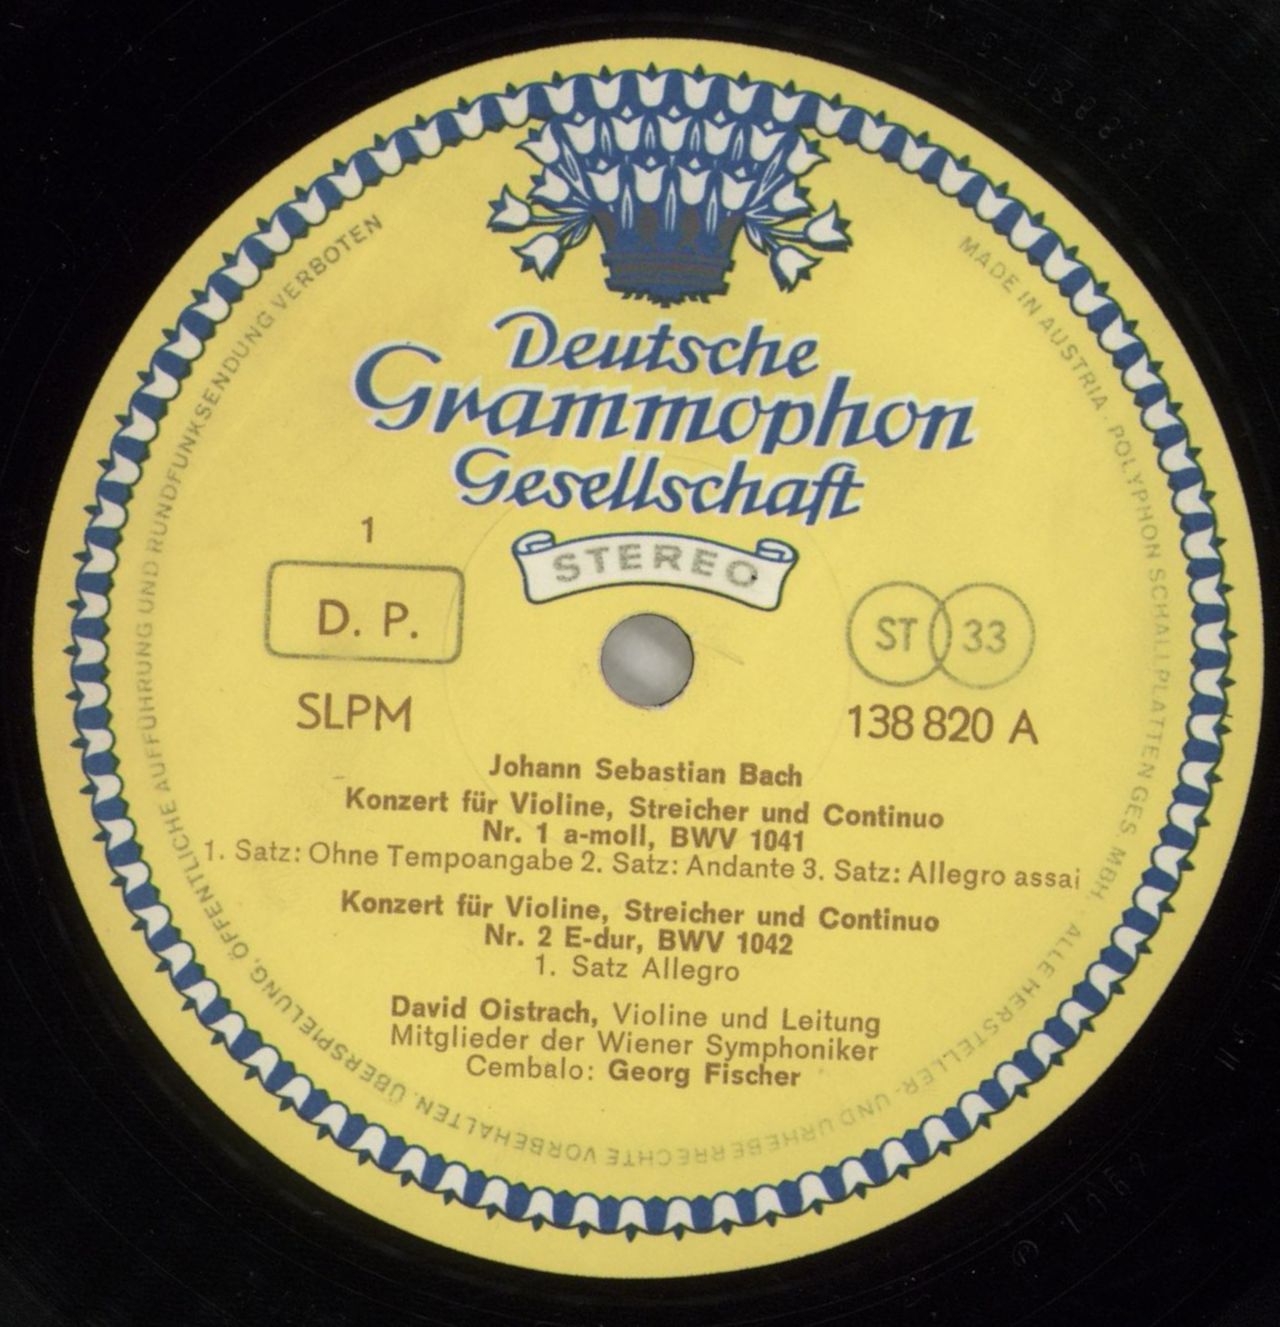 Deutsche
Grammophon
Gesellschaft
STEREO
1
D. P.
SLPM
ST 33
138 820 A
Johann Sebastian Bach
Konzert für Violine, Streicher und Continuo
Nr. 1 a-moll, BWV 1041
1. Satz: Ohne Tempoangabe 2. Satz: Andante 3. Satz: Allegro assai
Konzert für Violine, Streicher und Continuo
Nr. 2 E-dur, BWV 1042
1. Satz Allegro
David Oistrach, Violine und Leitung
Mitglieder der Wiener Symphoniker
Cembalo: Georg Fischer
MADE IN AUSTRIA · POLYPHON SCHALLPLATTEN GES. MBH. · ALLE HERSTELLER- UND URHEBERRECHTE VORBEHALTEN. ÜBERSPIELUNG, ÖFFENTLICHE AUFFÜHRUNG UND RUNDFUNKSENDUNG VERBOTEN